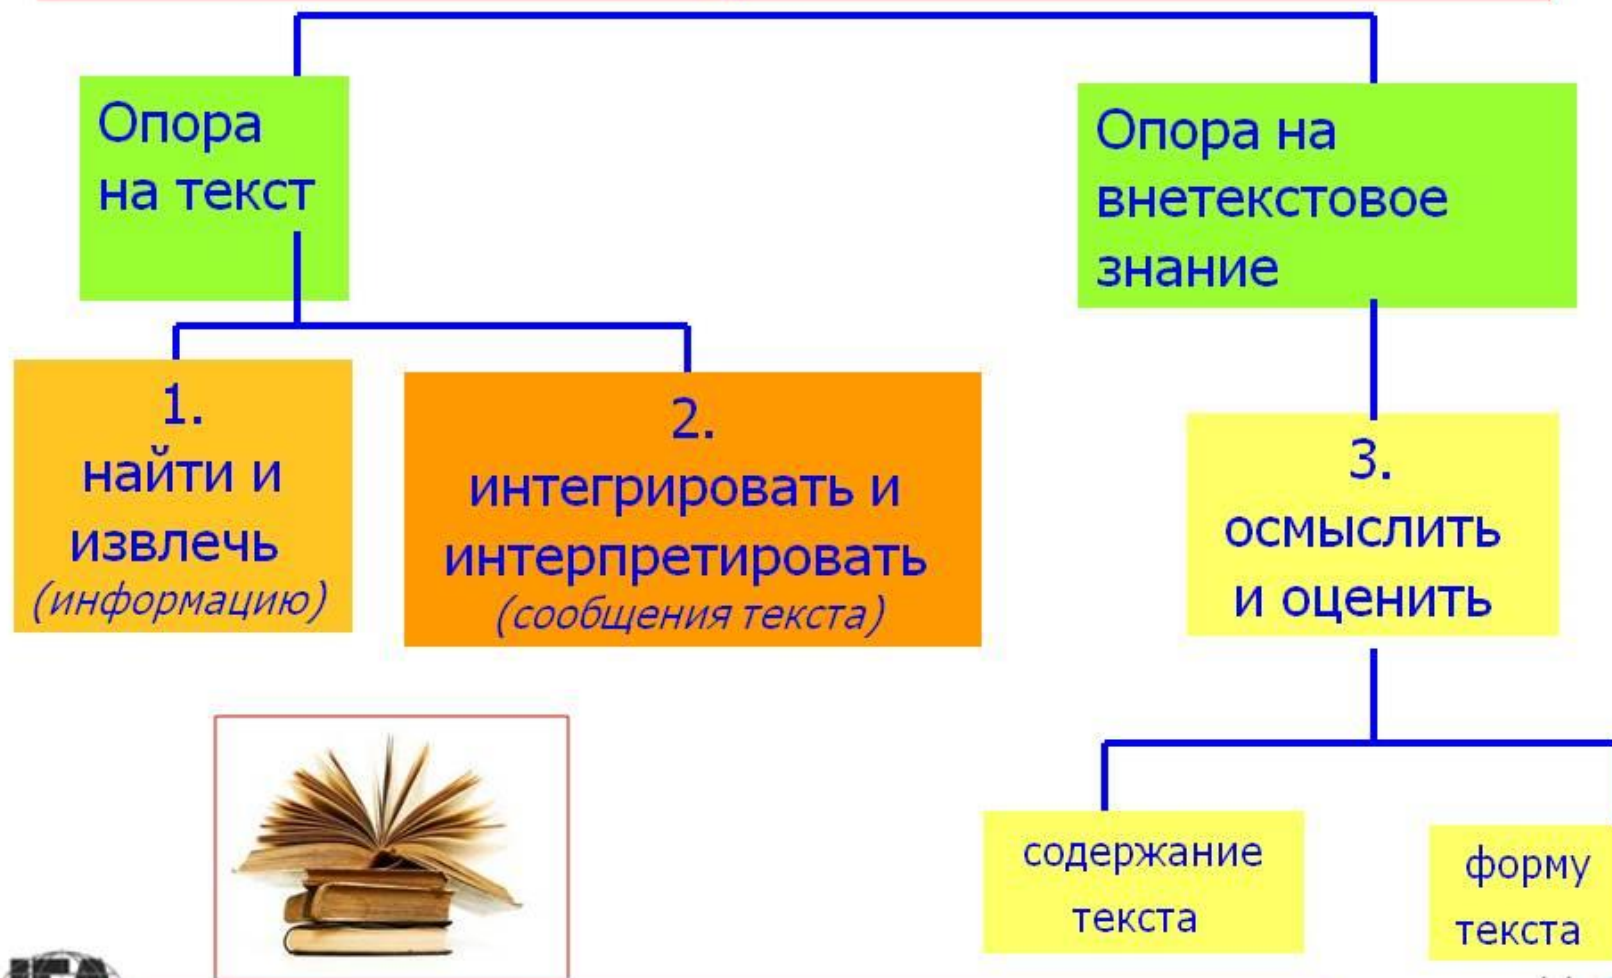 Опора
на текст
Опора на
внетекстовое
знание
1.
найти и
извлечь
(информацию)
2.
интегрировать и
интерпретировать
(сообщения текста)
3.
осмыслить
и оценить
содержание
текста
форму
текста